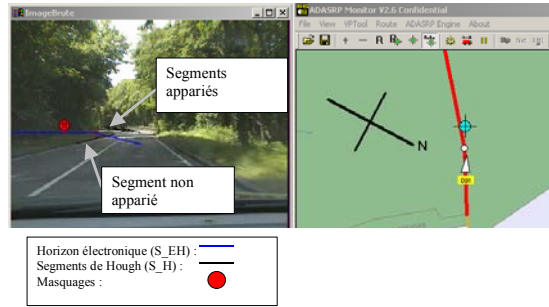 ImageBrute
Segments
appariés
Segment non
apparié
ADASRP Monitor V2.6 Confidential
File View VPTool Route ADASRP Engine About
N
Horizon électronique (S_EH) :
Segments de Hough (S_H) :
Masquages :